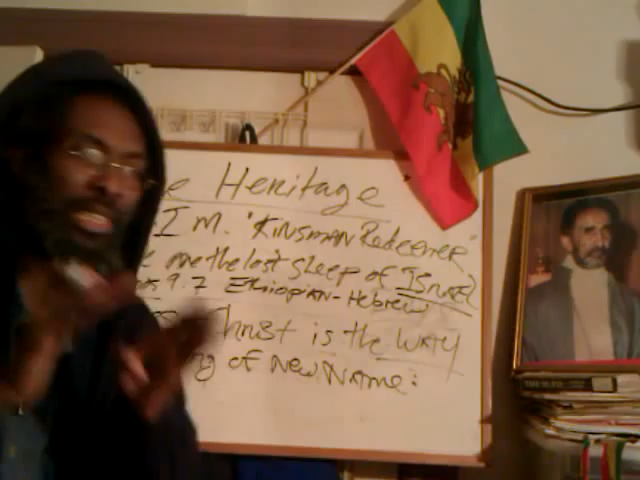 e Heritage
I M. "KINSMAN Redeemer"
e are the lost sheep of ISRAEL
9.7 Ethiopian-Hebrew
Christ is the WAY
of New Name: